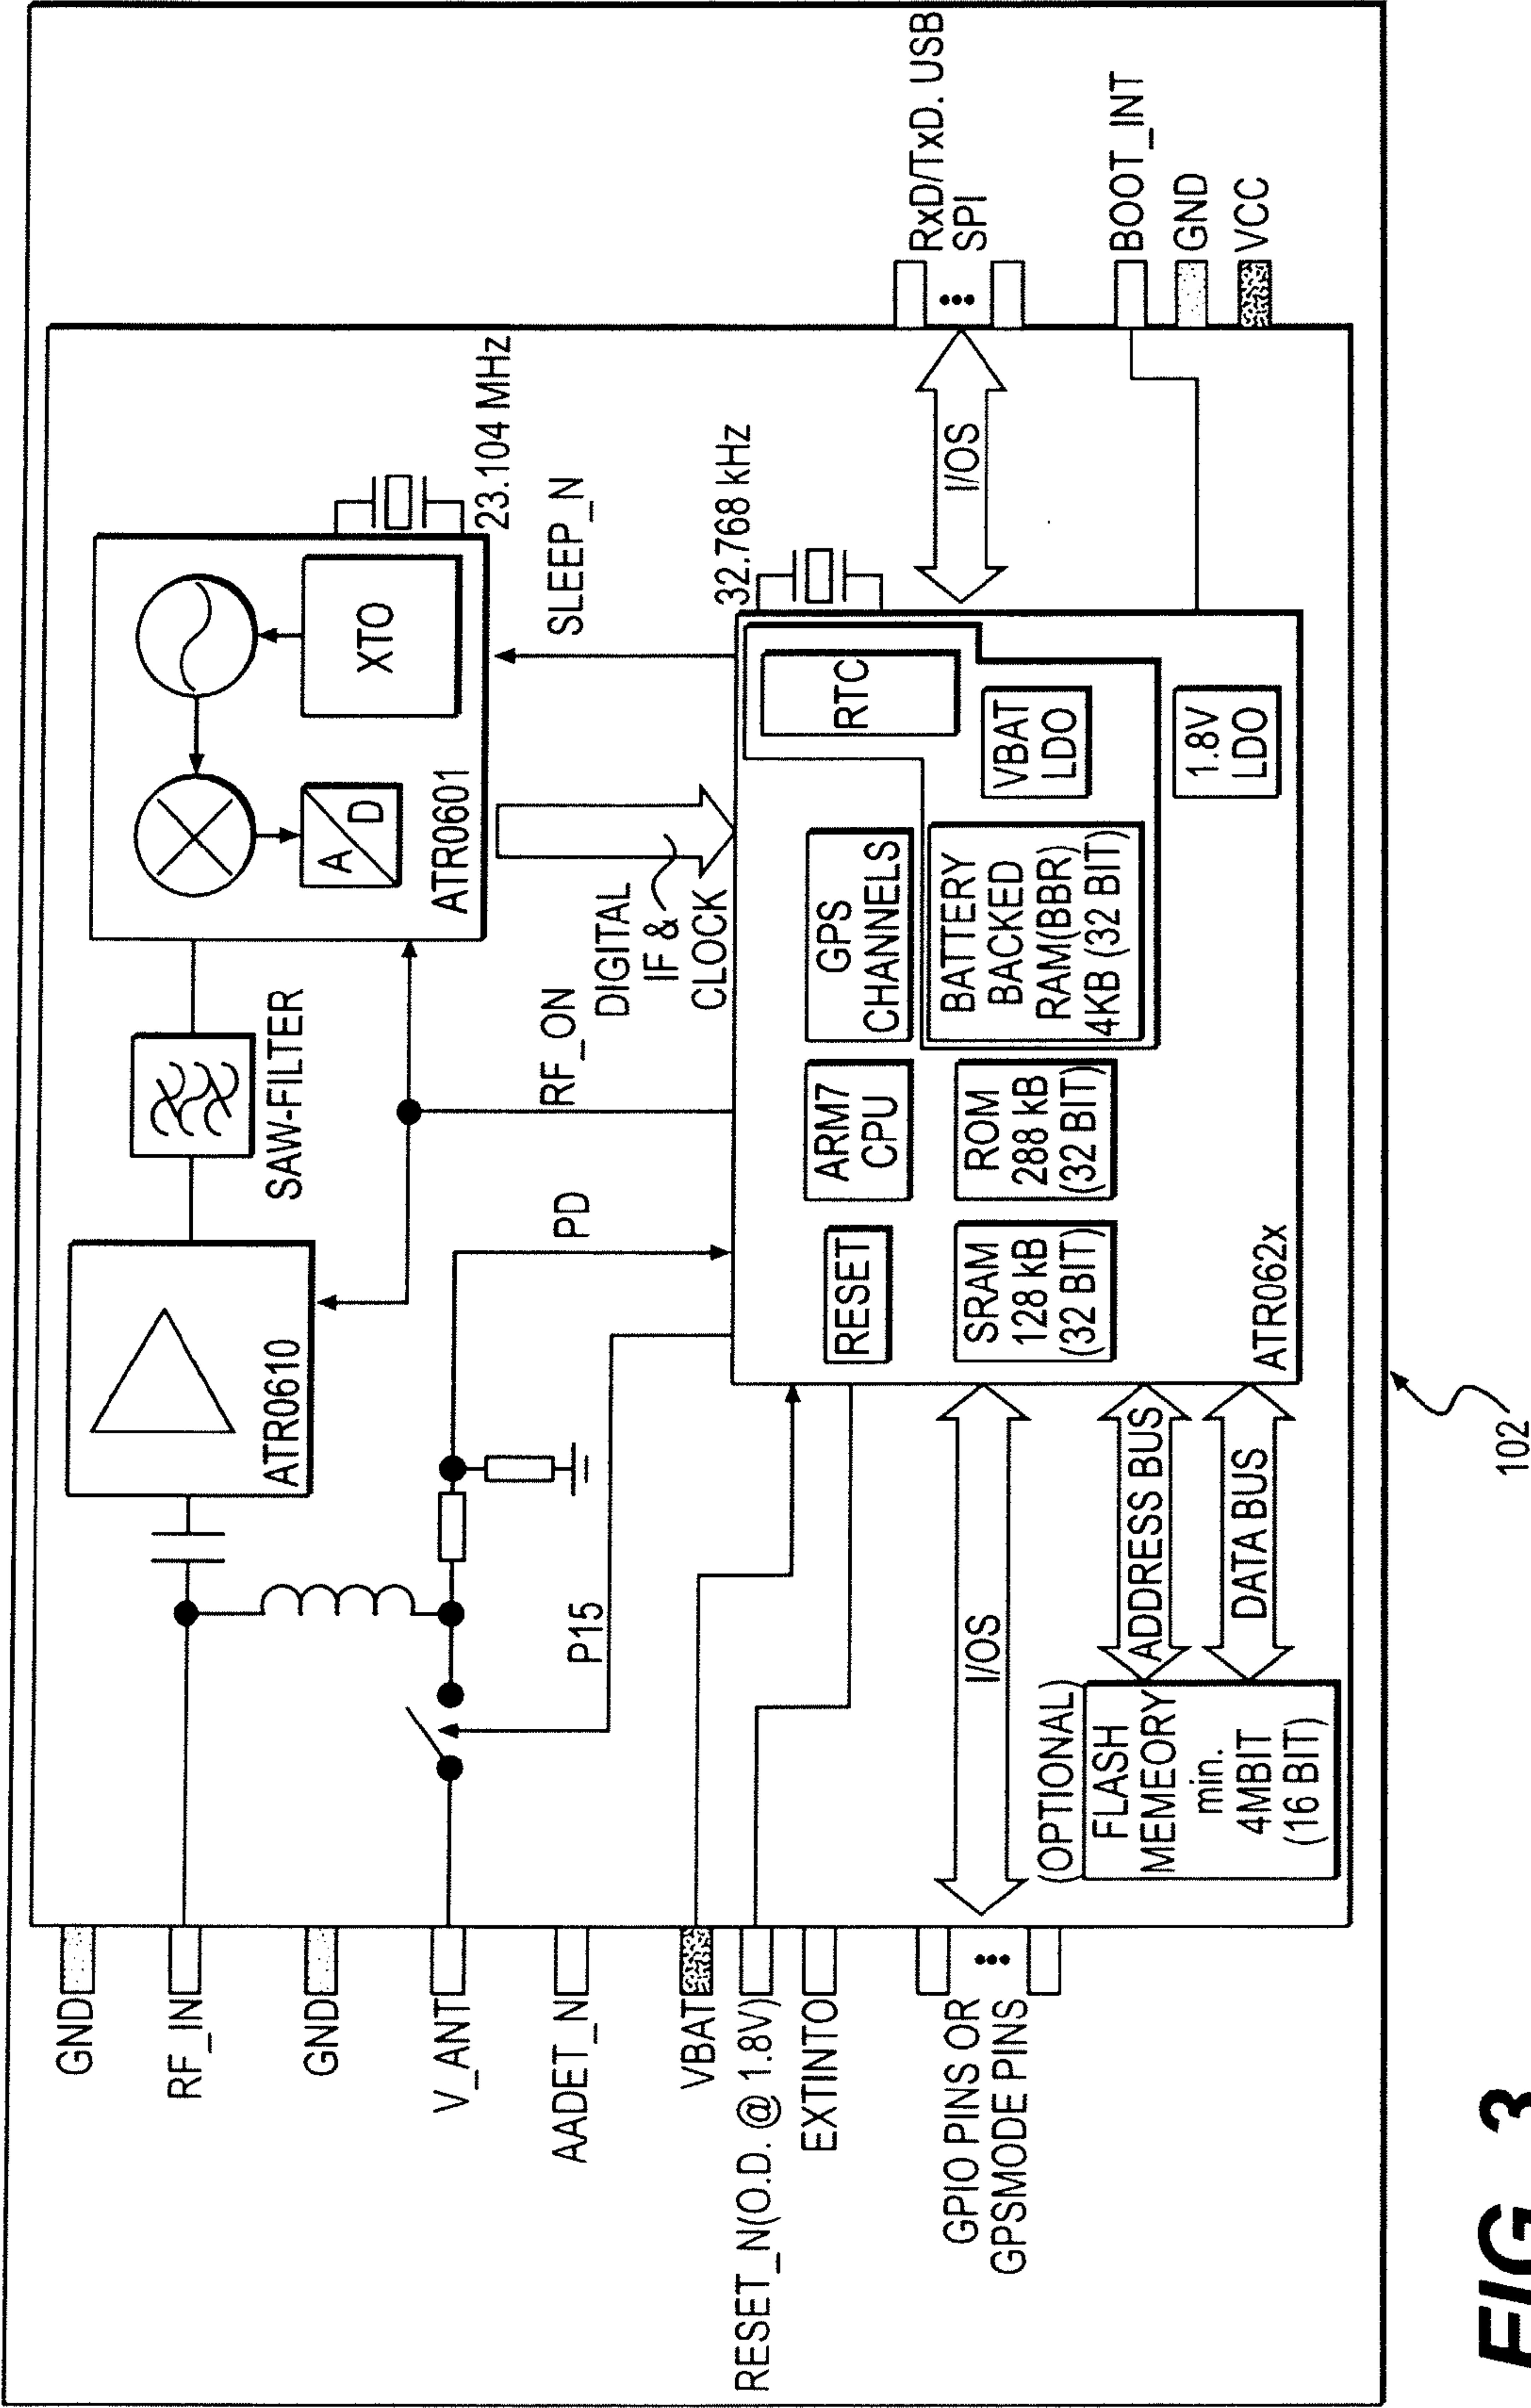 GND
RF_IN
GND
V_ANT
AADET_N
VBAT
RESET_N(O.D. @ 1.8V)
EXTINTO
GPIO PINS OR
GPSMODE PINS
ATR0610
SAW-FILTER
A
D
XTO
ATR0601
23.104 MHz
P15
PD
RF_ON
DIGITAL
IF &
CLOCK
SLEEP_N
32.768 kHz
RESET
ARM7
CPU
GPS
CHANNELS
RTC
SRAM
128 kB
(32 BIT)
ROM
288 kB
(32 BIT)
BATTERY
BACKED
RAM(BBR)
4KB (32 BIT)
VBAT
LDO
1.8V
LDO
ATR062x
I/OS
(OPTIONAL)
FLASH
MEMEORY
min.
4MBIT
(16 BIT)
ADDRESS BUS
DATA BUS
I/OS
RxD/TxD. USB
SPI
BOOT_INT
GND
VCC
102
FIG. 3